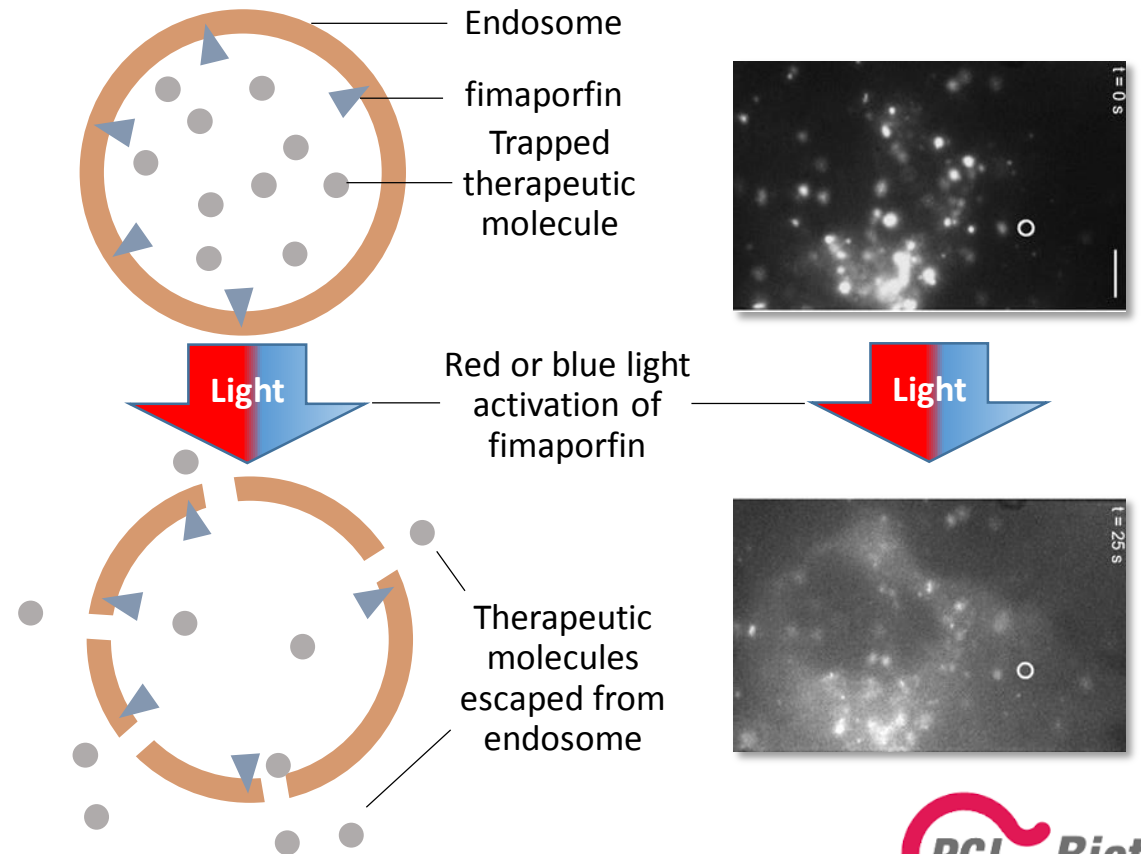 Endosome
fimaporfin
Trapped
therapeutic
molecule
t = 0 s
Light
Red or blue light
activation of
fimaporfin
Light
t = 25 s
Therapeutic
molecules
escaped from
endosome
PCI